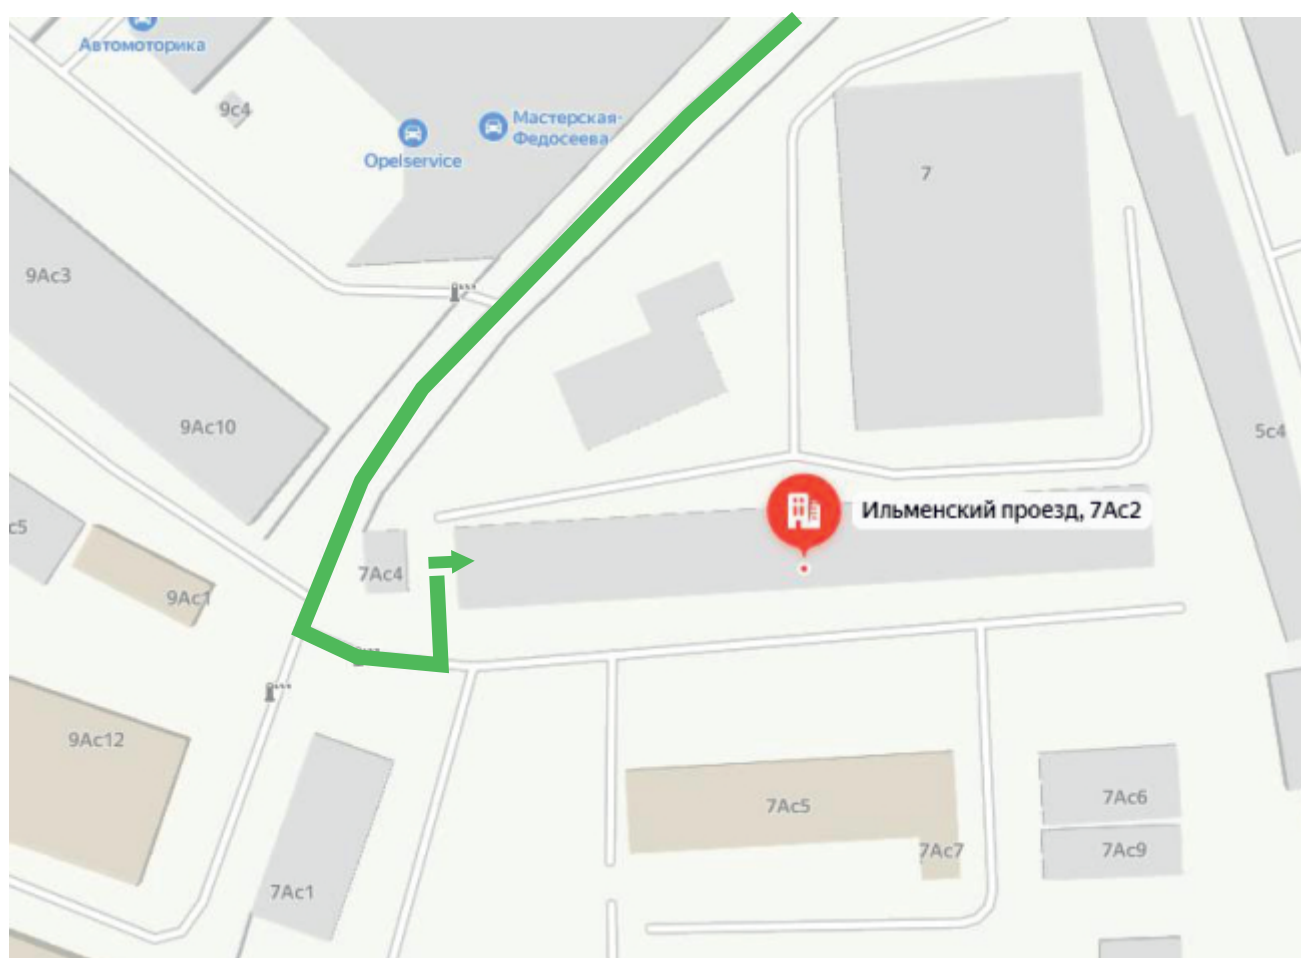 Автомоторика
9с4
Мастерская-
Федосеева
Opelservice
7
9Ас3
9Ас10
5с4
Ильменский проезд, 7Ас2
с5
7Ас4
9Ас1
9Ас12
7Ас5
7Ас6
7Ас7
7Ас9
7Ас1